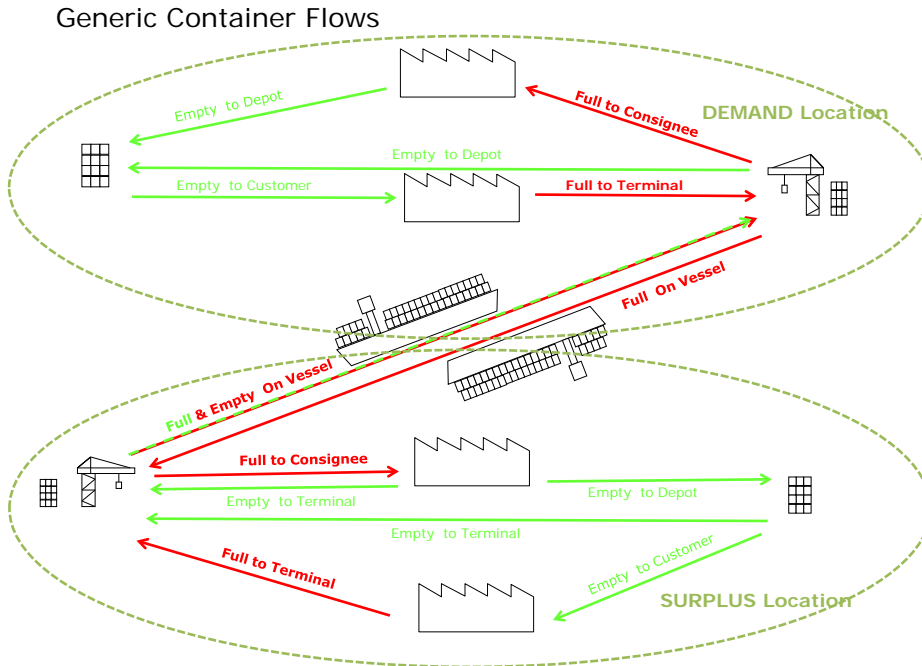 Generic Container Flows
Empty to Depot
Full to Consignee
DEMAND Location
Empty to Depot
Empty to Customer
Full to Terminal
Full On Vessel
Full & Empty On Vessel
Full to Consignee
Empty to Terminal
Empty to Depot
Empty to Terminal
Full to Terminal
Empty to Customer
SURPLUS Location